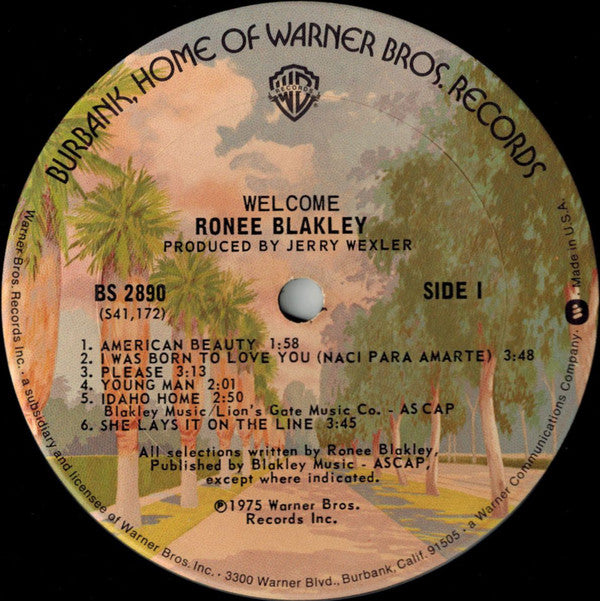 BURBANK, HOME OF WARNER BROS. RECORDS
W
RECORDS
B
WELCOME
RONEE BLAKLEY
PRODUCED BY JERRY WEXLER
BS 2890
SIDE 1
(S41,172)
1. AMERICAN BEAUTY 1:58
2. I WAS BORN TO LOVE YOU (NACI PARA AMARTE) 3:48
3. PLEASE 3:13
4. YOUNG MAN 2:01
5. IDAHO HOME 2:50
Blakley Music/Lion's Gate Music Co. - ASCAP
6. SHE LAYS IT ON THE LINE 3:45
All selections written by Ronee Blakley,
Published by Blakley Music - ASCAP,
except where indicated.
℗1975 Warner Bros.
Records Inc.
Warner Bros. Records Inc. • a subsidiary and licensee of Warner Bros. Inc. • 3300 Warner Blvd., Burbank, Calif. 91505 • a Warner Communications Company. Made in U.S.A.